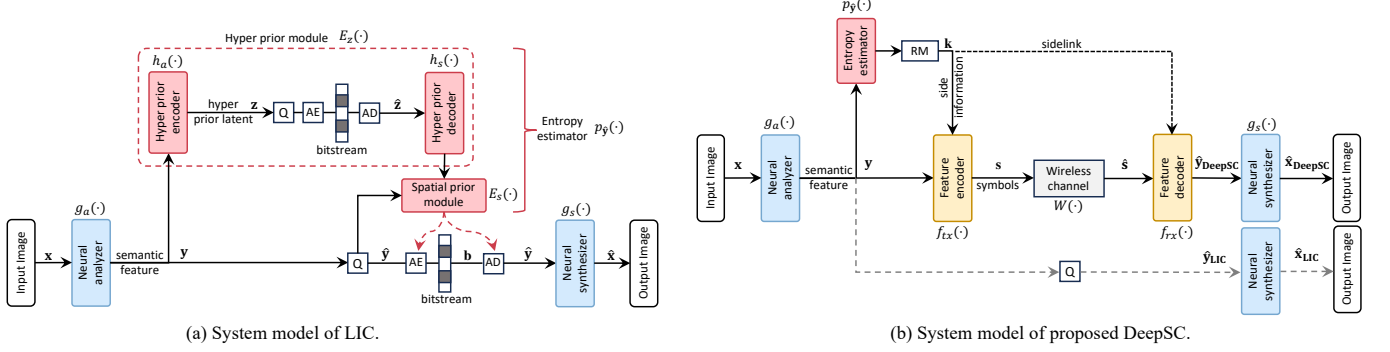 Hyper prior module E_z(·)
h_a(·)
h_s(·)
Hyper prior
encoder
hyper
prior latent
z
Q
AE
bitstream
AD
ẑ
Hyper prior
decoder
Entropy
estimator p_ŷ(·)
Spatial prior
module
E_s(·)
Input Image
x
g_a(·)
Neural
analyzer
semantic
feature
y
Q
ŷ
AE
bitstream
b
AD
ŷ
g_s(·)
Neural
synthesizer
x̂
Output Image
(a) System model of LIC.
p_ŷ(·)
Entropy
estimator
RM
k
sidelink
side
information
Input Image
x
g_a(·)
Neural
analyzer
semantic
feature
y
Feature
encoder
f_tx(·)
s
symbols
Wireless
channel
W(·)
ŝ
Feature
decoder
f_rx(·)
ŷ_DeepSC
g_s(·)
Neural
synthesizer
x̂_DeepSC
Output Image
Q
ŷ_LIC
Neural
synthesizer
x̂_LIC
Output Image
(b) System model of proposed DeepSC.